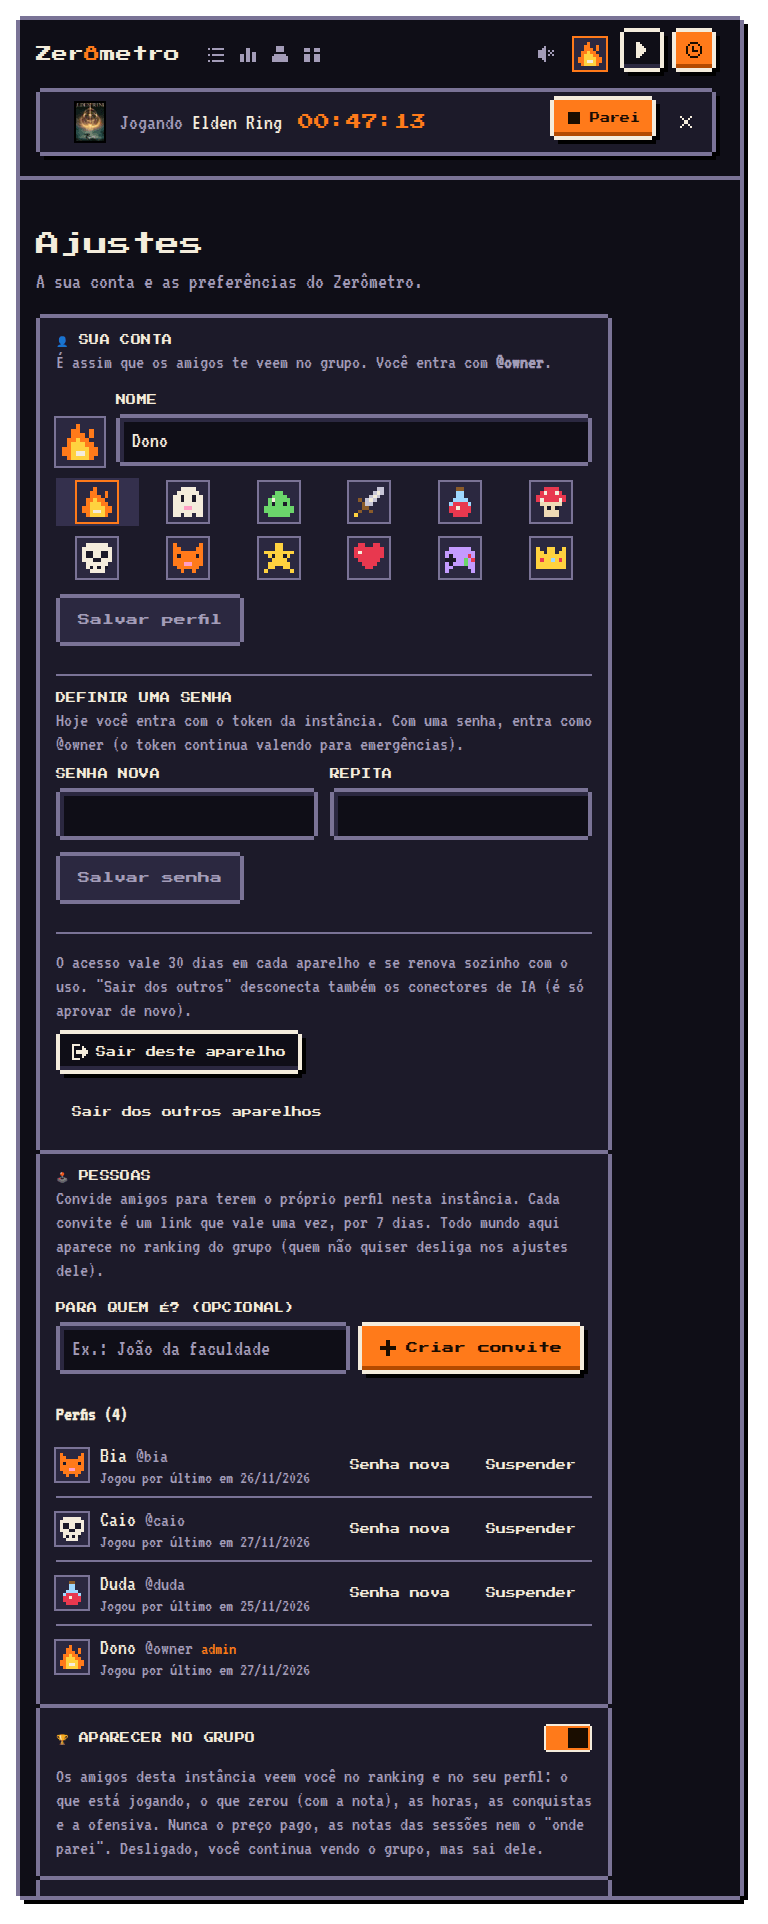 Zerômetro
Jogando Elden Ring 00:47:13
Parei
Ajustes
A sua conta e as preferências do Zerômetro.
SUA CONTA
É assim que os amigos te veem no grupo. Você entra com @owner.
NOME
Dono
Salvar perfil
DEFINIR UMA SENHA
Hoje você entra com o token da instância. Com uma senha, entra como
@owner (o token continua valendo para emergências).
SENHA NOVA
REPITA
Salvar senha
O acesso vale 30 dias em cada aparelho e se renova sozinho com o
uso. "Sair dos outros" desconecta também os conectores de IA (é só
aprovar de novo).
Sair deste aparelho
Sair dos outros aparelhos
PESSOAS
Convide amigos para terem o próprio perfil nesta instância. Cada
convite é um link que vale uma vez, por 7 dias. Todo mundo aqui
aparece no ranking do grupo (quem não quiser desliga nos ajustes
dele).
PARA QUEM É? (OPCIONAL)
Ex.: João da faculdade
Criar convite
Perfis (4)
Bia @bia
Jogou por último em 26/11/2026
Senha nova
Suspender
Caio @caio
Jogou por último em 27/11/2026
Senha nova
Suspender
Duda @duda
Jogou por último em 25/11/2026
Senha nova
Suspender
Dono @owner admin
Jogou por último em 27/11/2026
APARECER NO GRUPO
Os amigos desta instância veem você no ranking e no seu perfil: o
que está jogando, o que zerou (com a nota), as horas, as conquistas
e a ofensiva. Nunca o preço pago, as notas das sessões nem o "onde
parei". Desligado, você continua vendo o grupo, mas sai dele.